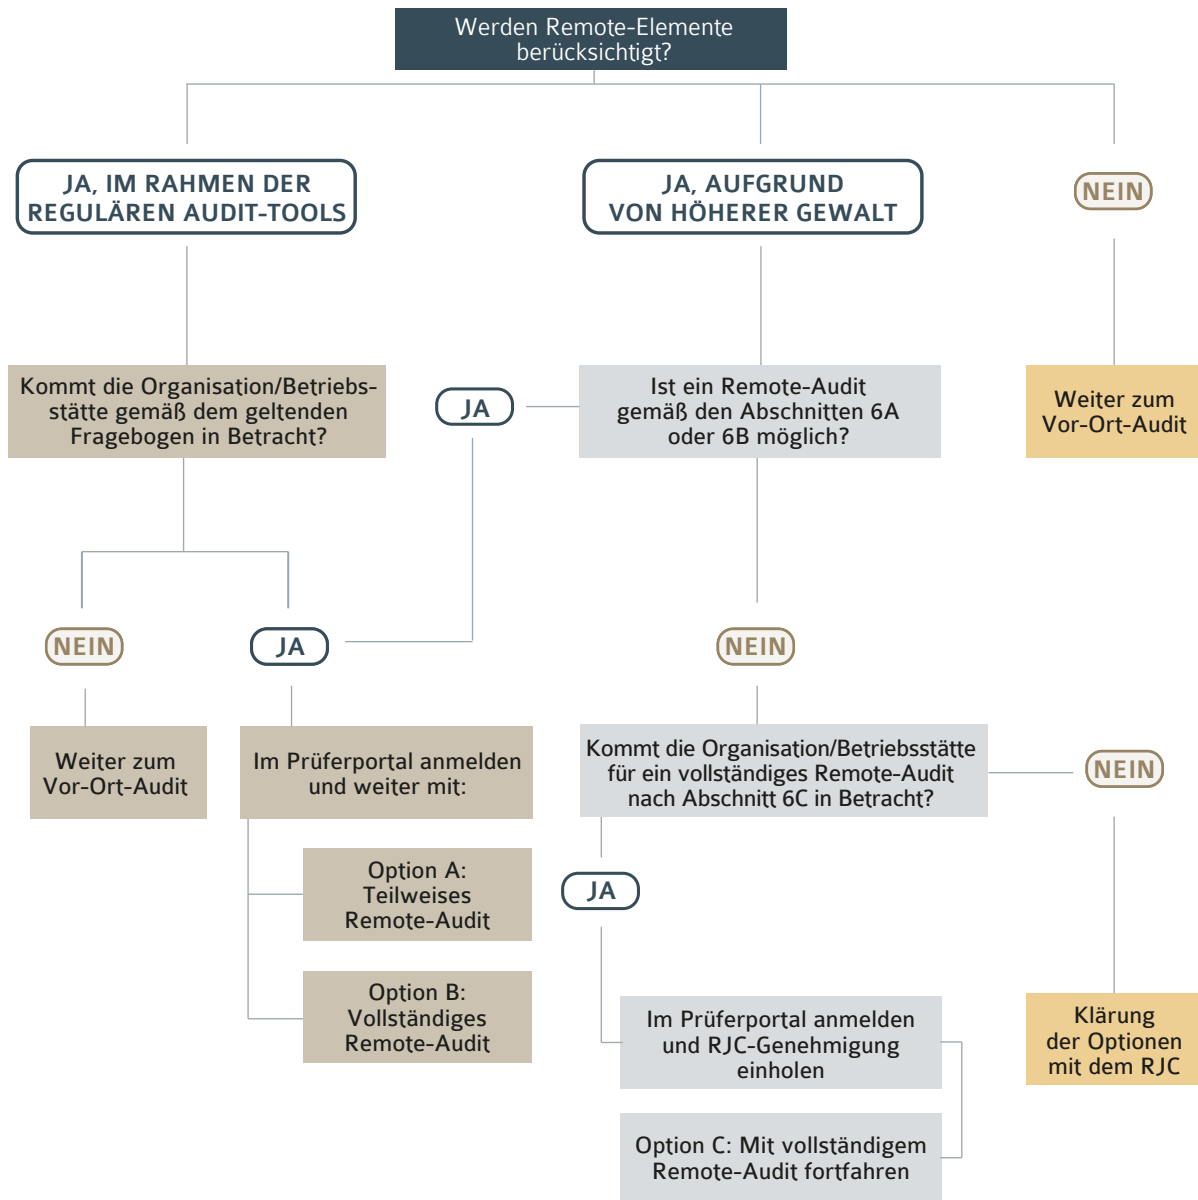 Werden Remote-Elemente
berücksichtigt?
JA, IM RAHMEN DER
REGULÄREN AUDIT-TOOLS
JA, AUFGRUND
VON HÖHERER GEWALT
NEIN
Kommt die Organisation/Betriebs-
stätte gemäß dem geltenden
Fragebogen in Betracht?
JA
Ist ein Remote-Audit
gemäß den Abschnitten 6A
oder 6B möglich?
Weiter zum
Vor-Ort-Audit
NEIN
JA
NEIN
Weiter zum
Vor-Ort-Audit
Im Prüferportal anmelden
und weiter mit:
Kommt die Organisation/Betriebsstätte
für ein vollständiges Remote-Audit
nach Abschnitt 6C in Betracht?
NEIN
Option A:
Teilweises
Remote-Audit
JA
Option B:
Vollständiges
Remote-Audit
Im Prüferportal anmelden
und RJC-Genehmigung
einholen
Klärung
der Optionen
mit dem RJC
Option C: Mit vollständigem
Remote-Audit fortfahren